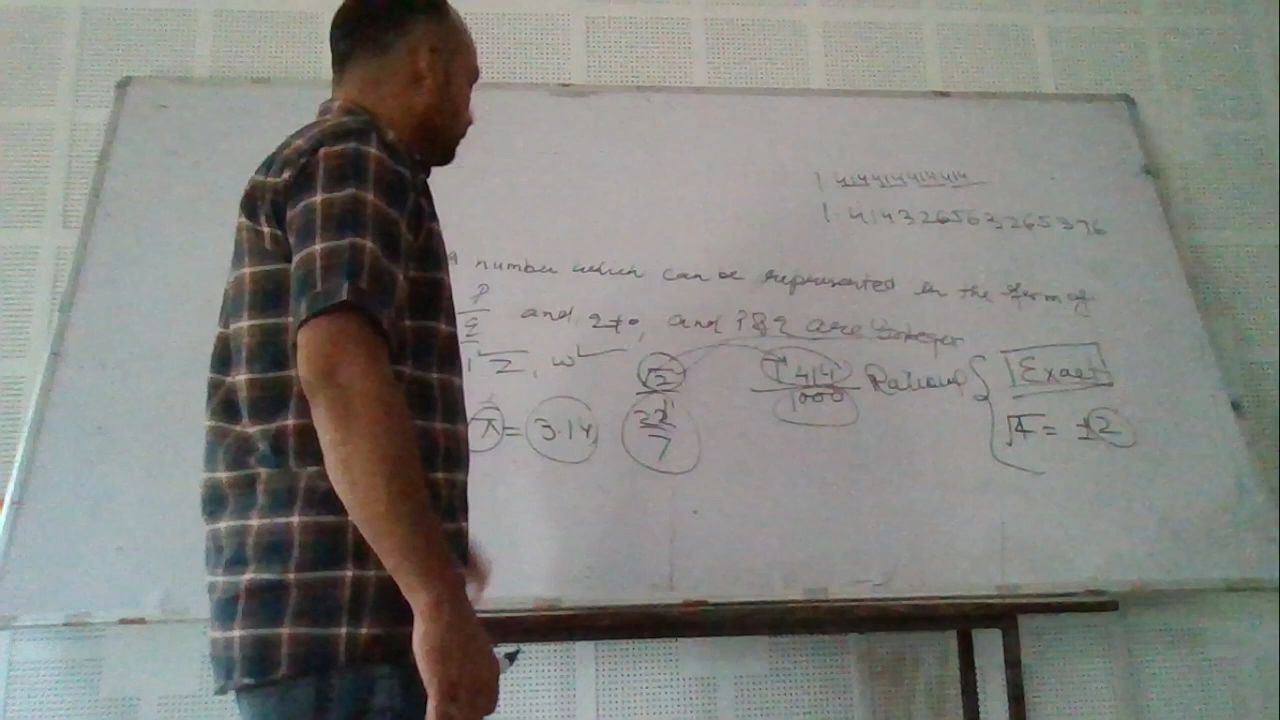 1.414414414414
1.414326563265376
a number which can be represented in the form of
p/q and q≠0, and P & q are Integer
I, Z, W
√2 1414/1000 Rational { Exact
π = 3.14 22/7 √4 = ±2